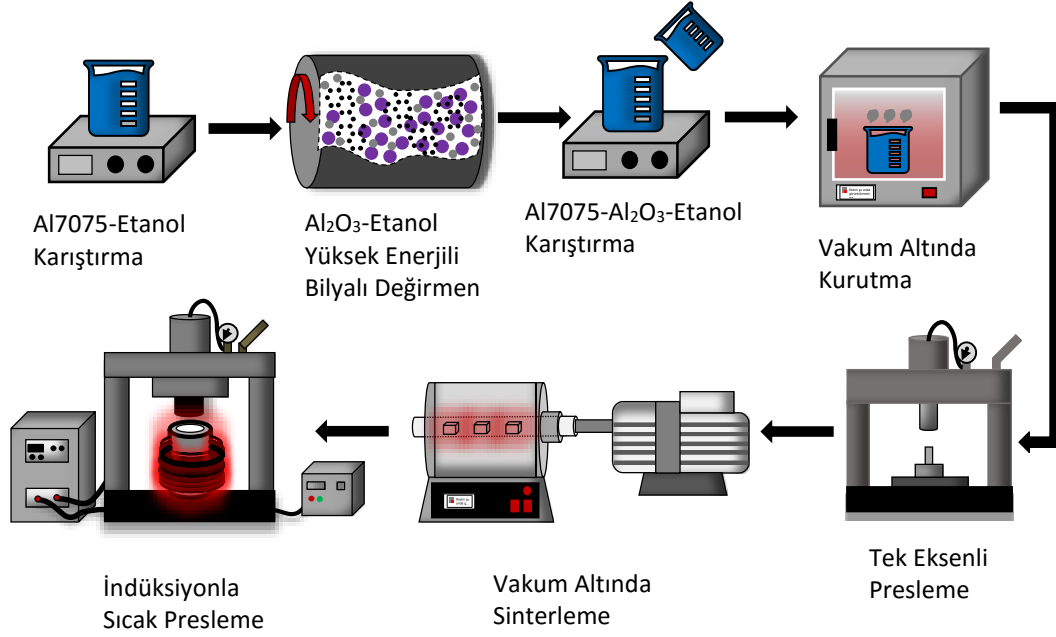 Al7075-Etanol
Karıştırma
Al₂O₃-Etanol
Yüksek Enerjili
Bilyalı Değirmen
Al7075-Al₂O₃-Etanol
Karıştırma
Vakum Altında
Kurutma
İndüksiyonla
Sıcak Presleme
Vakum Altında
Sinterleme
Tek Eksenli
Presleme